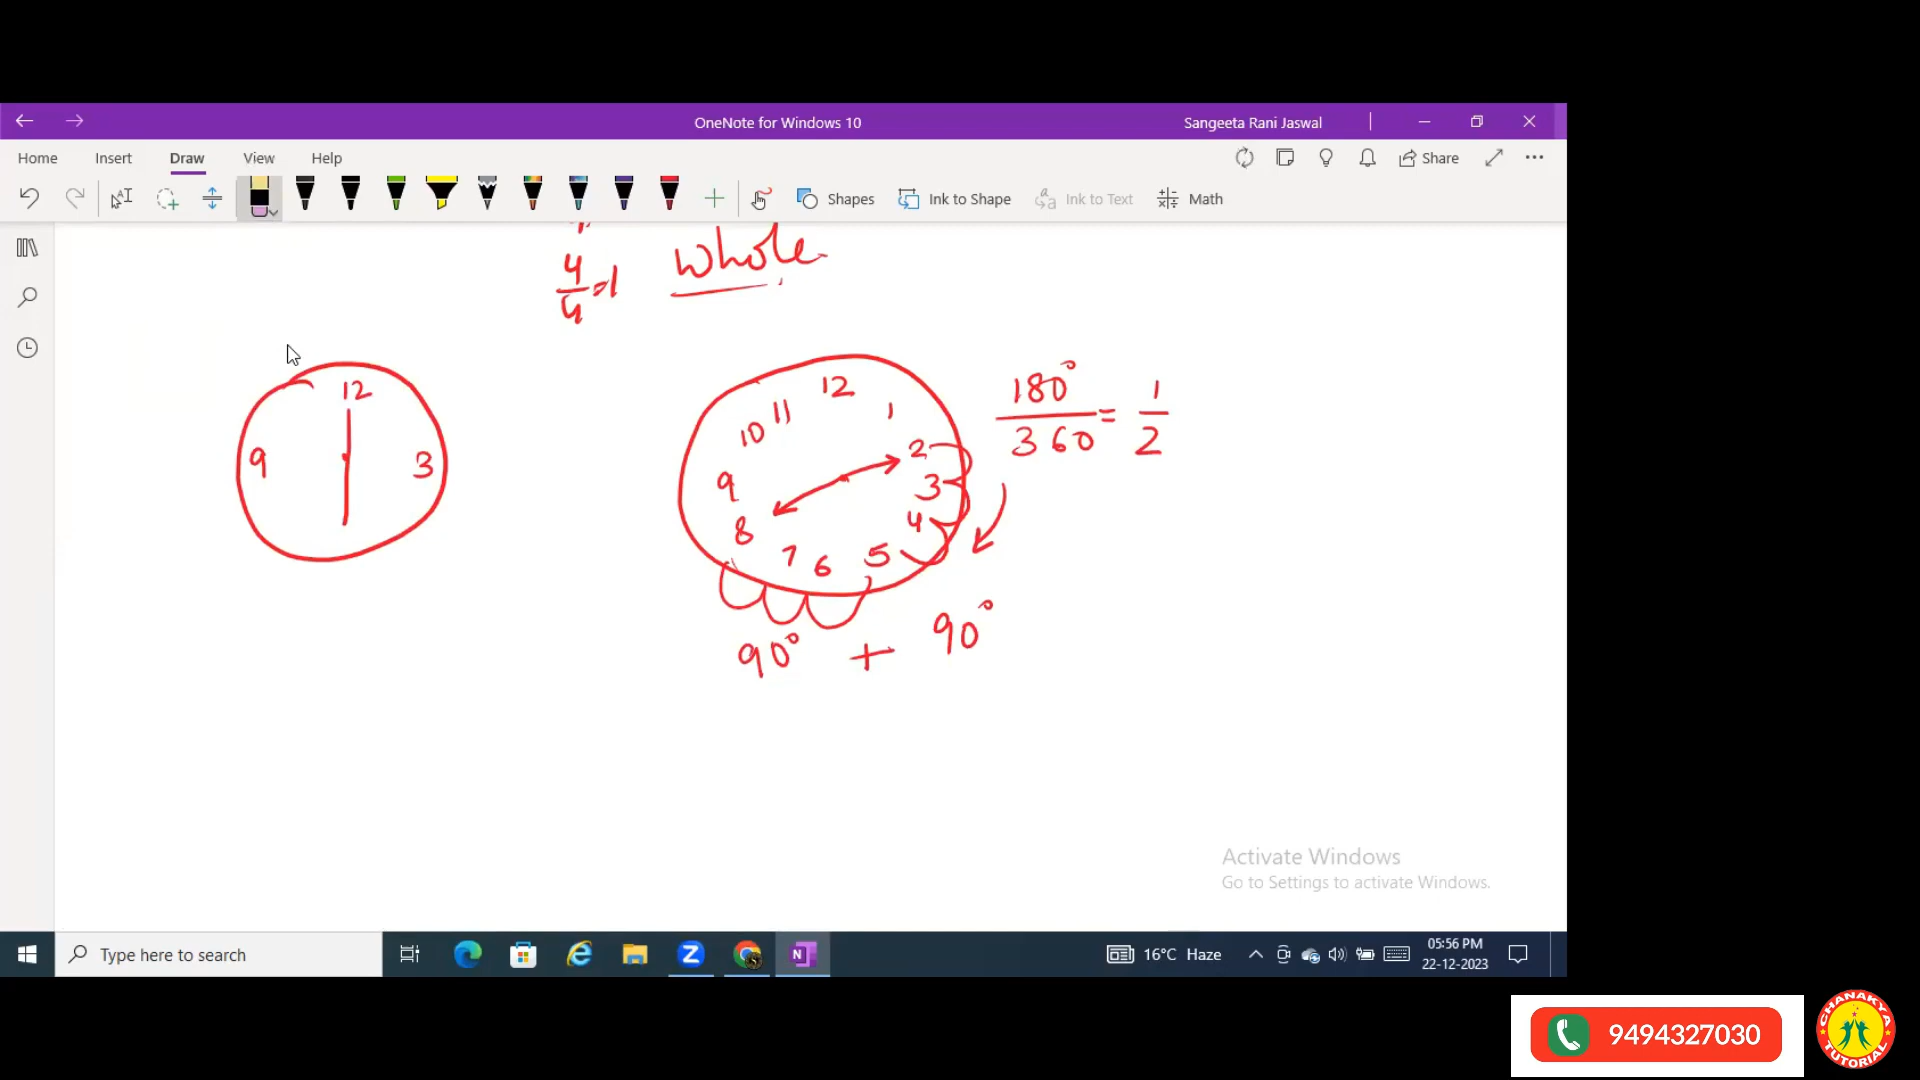 OneNote for Windows 10
Sangeeta Rani Jaswal
Home Insert Draw View Help
Share
Shapes Ink to Shape Ink to Text Math
4/4=1 whole
12
9 3
12
11 1
10 2
9 3
8 4
7 6 5
180°/360 = 1/2
90° + 90°
Activate Windows
Go to Settings to activate Windows.
Type here to search
16°C Haze
05:56 PM
22-12-2023
9494327030
CHANAKYA
TUTORIAL